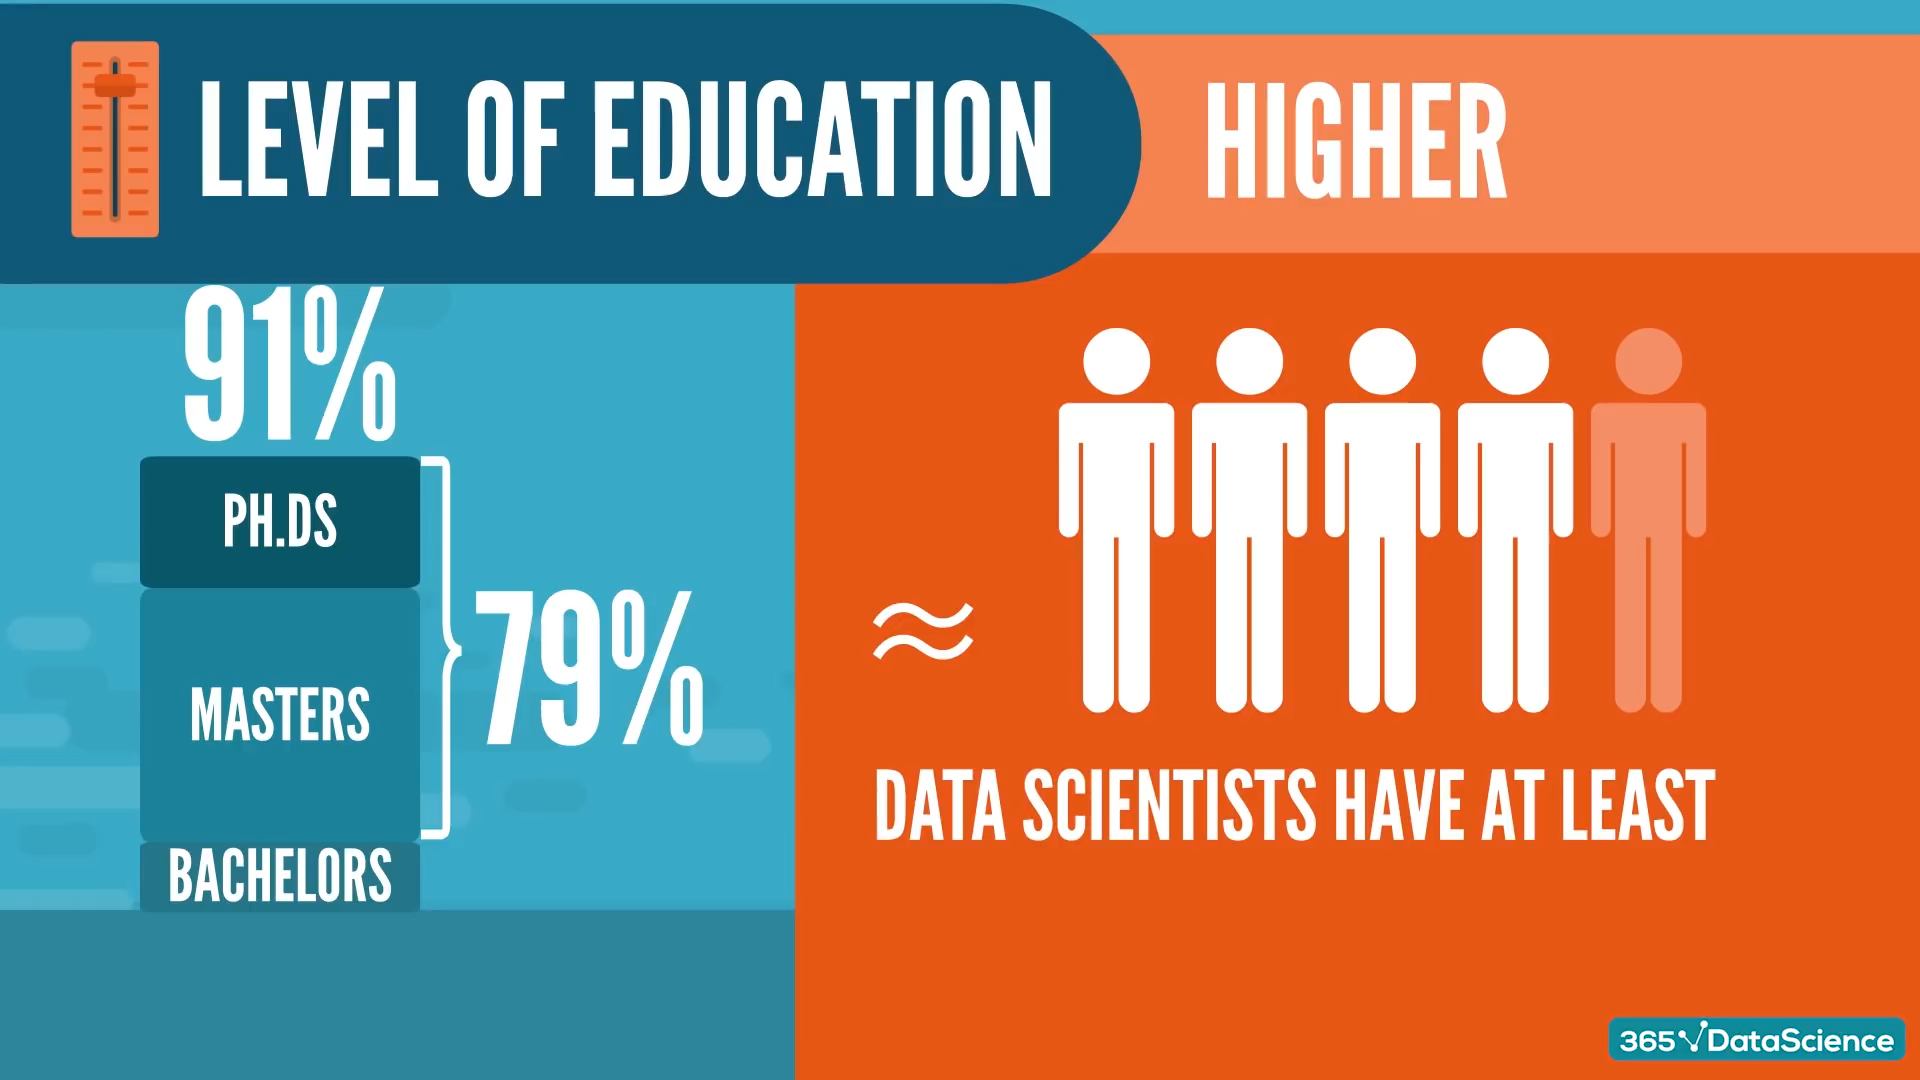 LEVEL OF EDUCATION
HIGHER
91%
PH.DS
MASTERS
BACHELORS
79%
≈
DATA SCIENTISTS HAVE AT LEAST
365 DataScience